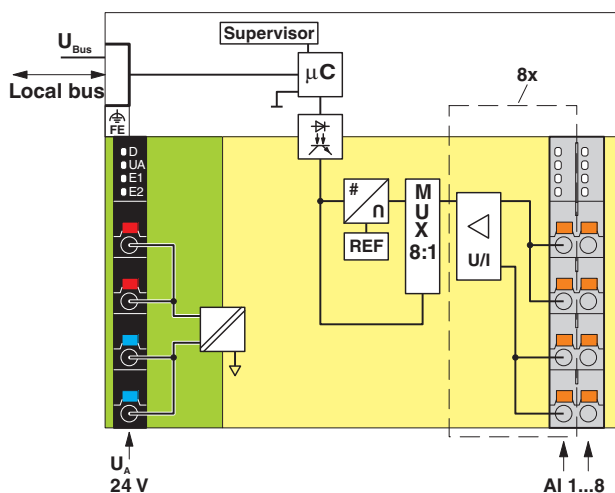 Supervisor
U Bus
µC
Local bus
8x
FE
D
UA
E1
E2
#
∩
M
U
X
8:1
REF
U/I
U A
24 V
AI 1...8